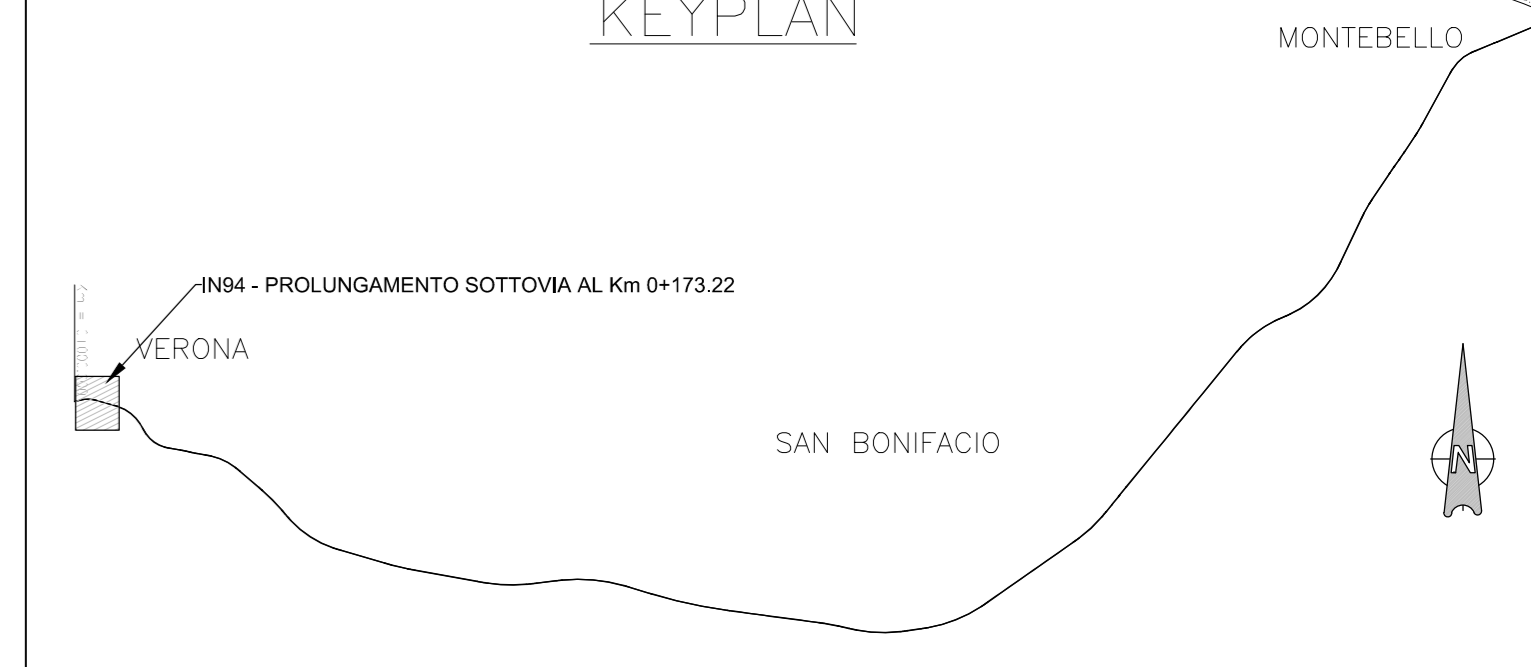 KEYPLAN
MONTEBELLO
IN94 - PROLUNGAMENTO SOTTOVIA AL Km 0+173.22
VERONA
SAN BONIFACIO
N